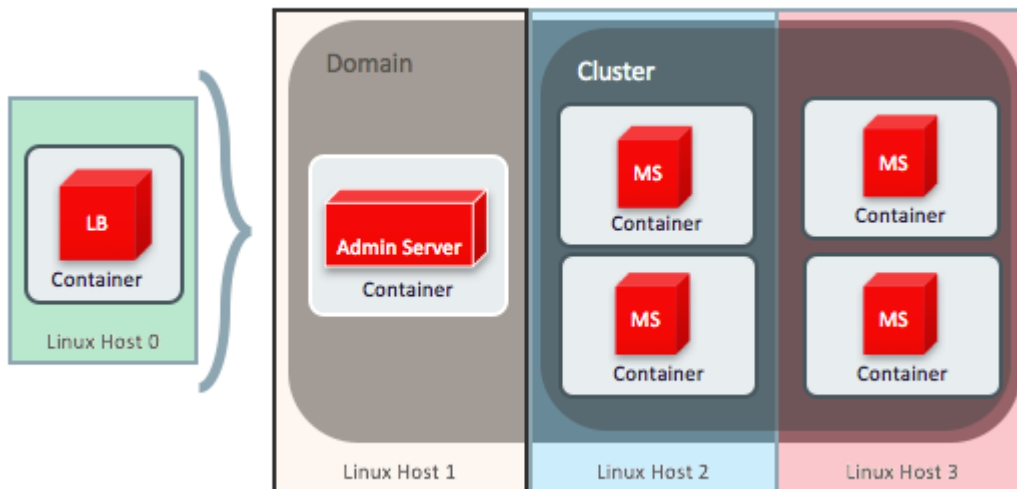 LB
Container
Linux Host 0
Domain
Admin Server
Container
Linux Host 1
Cluster
MS
Container
MS
Container
Linux Host 2
MS
Container
MS
Container
Linux Host 3